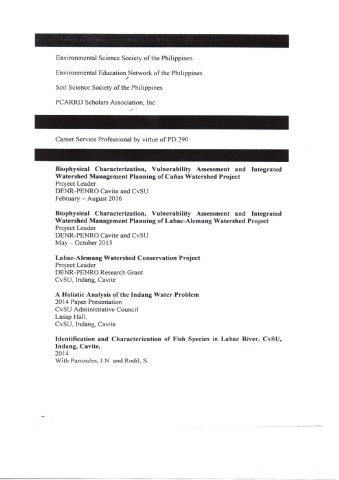 Environmental Science Society of the Philippines
Environmental Education Network of the Philippines
Soil Science Society of the Philippines
PCARRD Scholars Association, Inc.
Career Service Professional by virtue of PD 290
Biophysical Characterization, Vulnerability Assessment and Integrated
Watershed Management Planning of Cañas Watershed Project
Project Leader
DENR-PENRO Cavite and CvSU
February – August 2016
Biophysical Characterization, Vulnerability Assessment and Integrated
Watershed Management Planning of Labac-Alemang Watershed Project
Project Leader
DENR-PENRO Cavite and CvSU
May – October 2015
Labac-Alemang Watershed Conservation Project
Project Leader
DENR-PENRO Research Grant
CvSU, Indang, Cavite
A Holistic Analysis of the Indang Water Problem
2014 Paper Presentation
CvSU Administrative Council
Lasap Hall,
CvSU, Indang, Cavite
Identification and Characterization of Fish Species in Labac River. CvSU,
Indang, Cavite.
2014
With J.N. and Rodil, S.